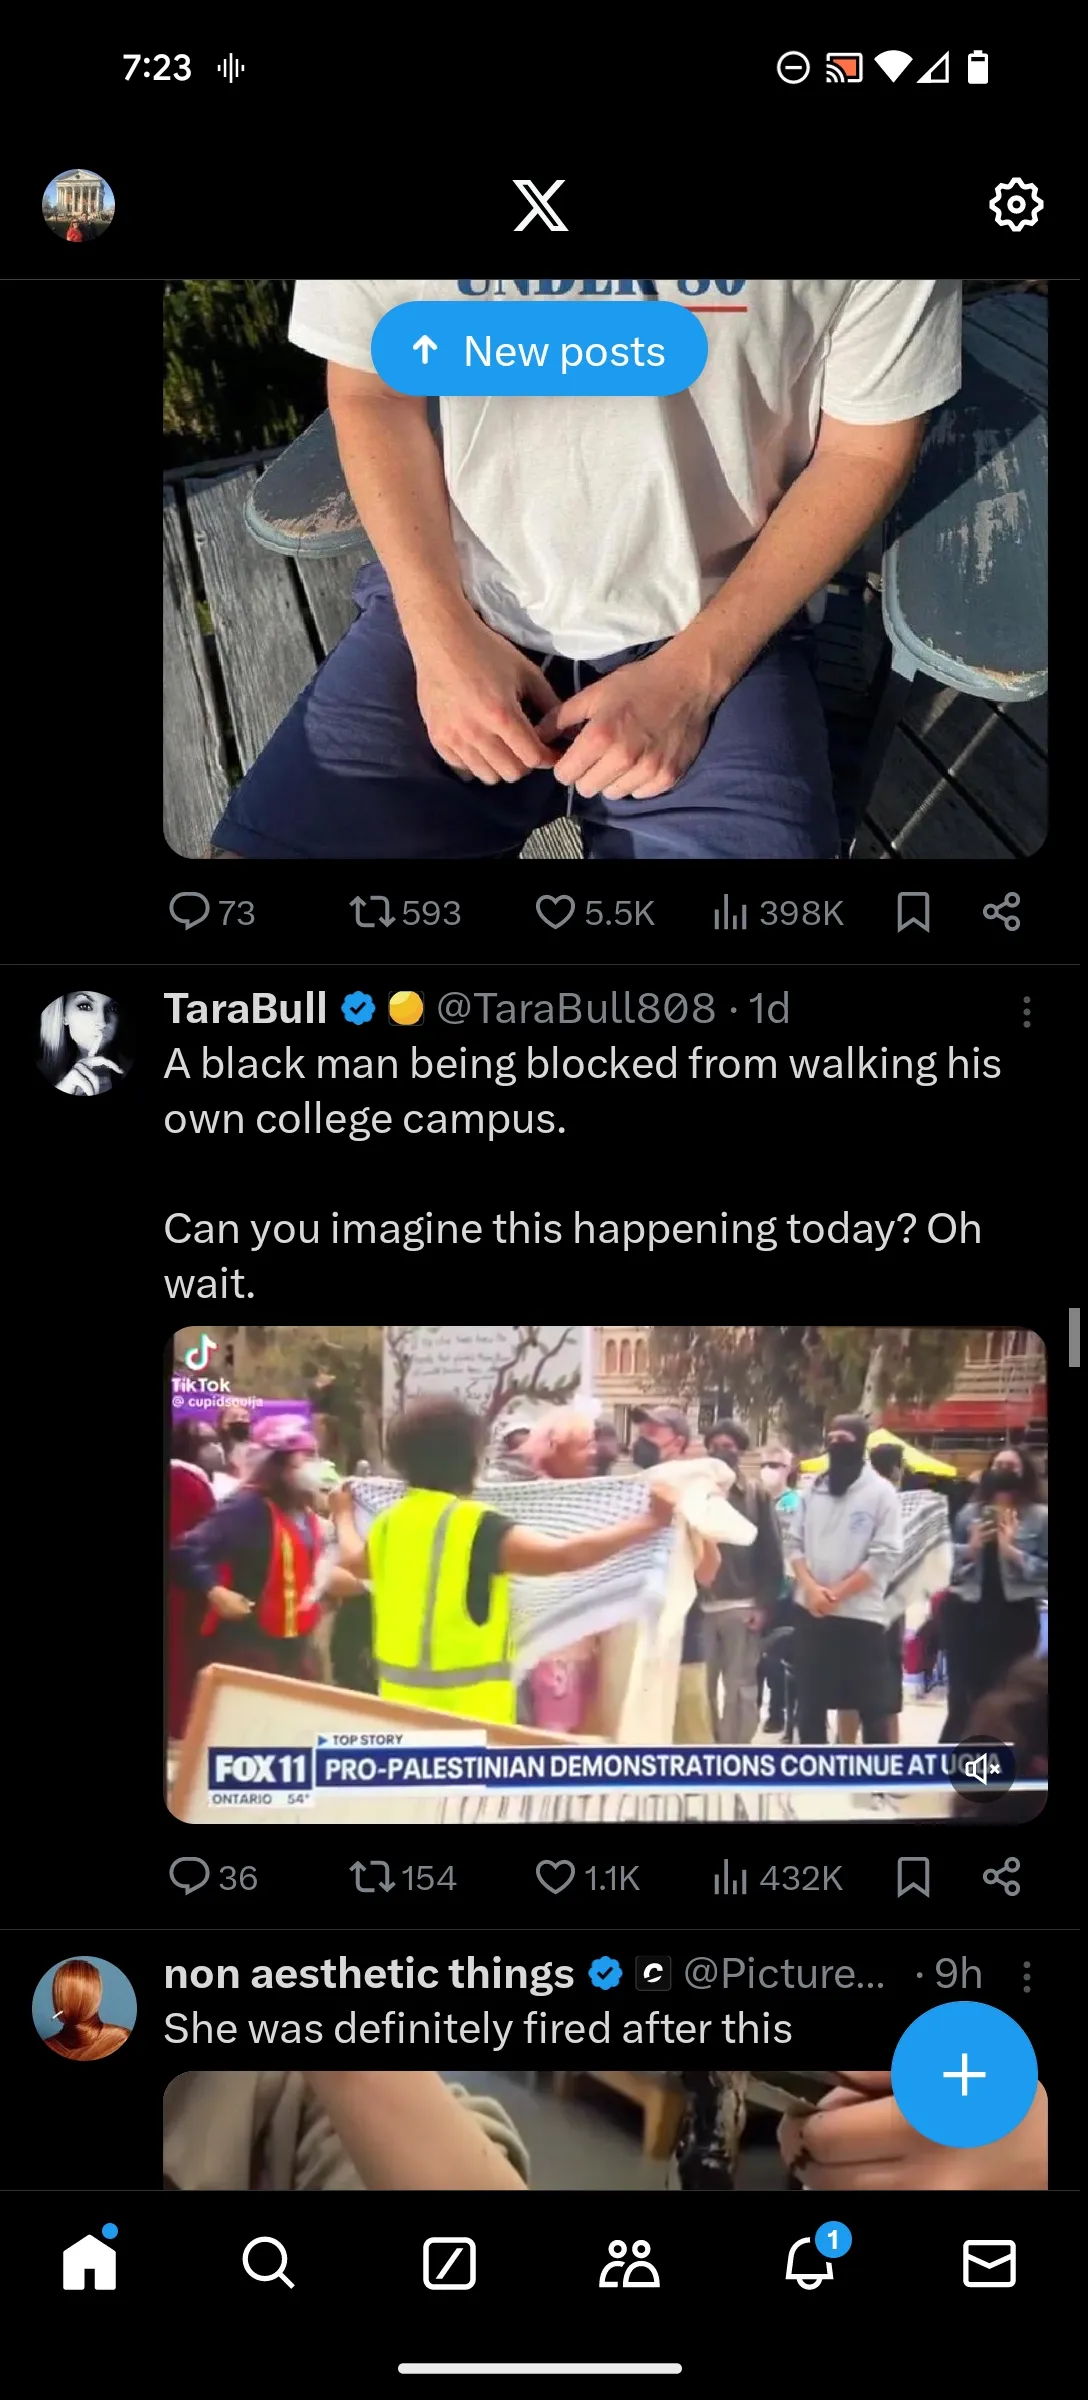 7:23
UNDER 80
New posts
73 593 5.5K 398K
TaraBull @TaraBull808 · 1d
A black man being blocked from walking his
own college campus.
Can you imagine this happening today? Oh
wait.
TikTok
@ cupidsoulja
TOP STORY
FOX 11 PRO-PALESTINIAN DEMONSTRATIONS CONTINUE AT UCLA
ONTARIO 54°
36 154 1.1K 432K
non aesthetic things @Picture... · 9h
She was definitely fired after this
1